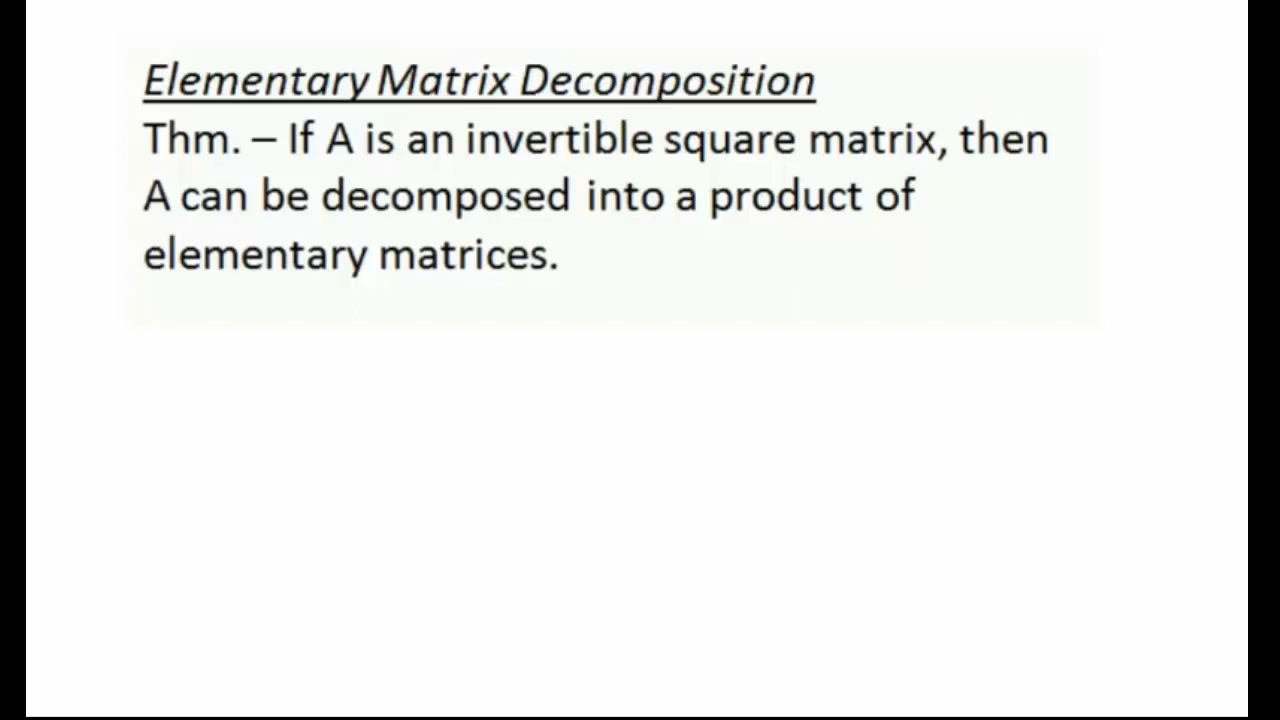 Elementary Matrix Decomposition
Thm. – If A is an invertible square matrix, then
A can be decomposed into a product of
elementary matrices.